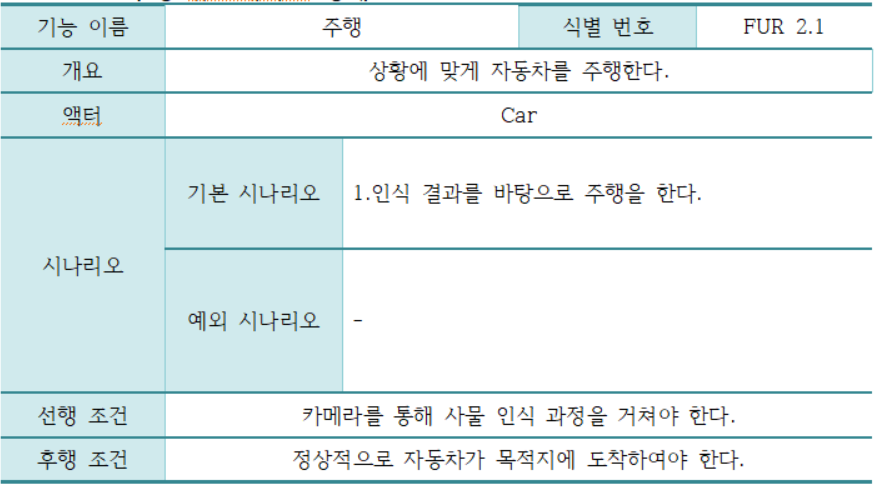 기능 이름 주행 식별 번호 FUR 2.1
개요 상황에 맞게 자동차를 주행한다.
액터 Car
시나리오
기본 시나리오 1.인식 결과를 바탕으로 주행을 한다.
예외 시나리오 -
선행 조건 카메라를 통해 사물 인식 과정을 거쳐야 한다.
후행 조건 정상적으로 자동차가 목적지에 도착하여야 한다.